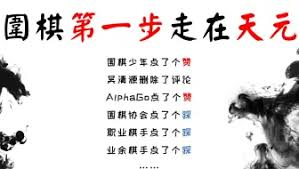 圍棋第一步走在天元
围棋少年点了个赞
吴清源删除了评论
AlphaGo点了个赞
围棋协会点了个踩
职业棋手点了个踩
业余棋手点了个踩
……